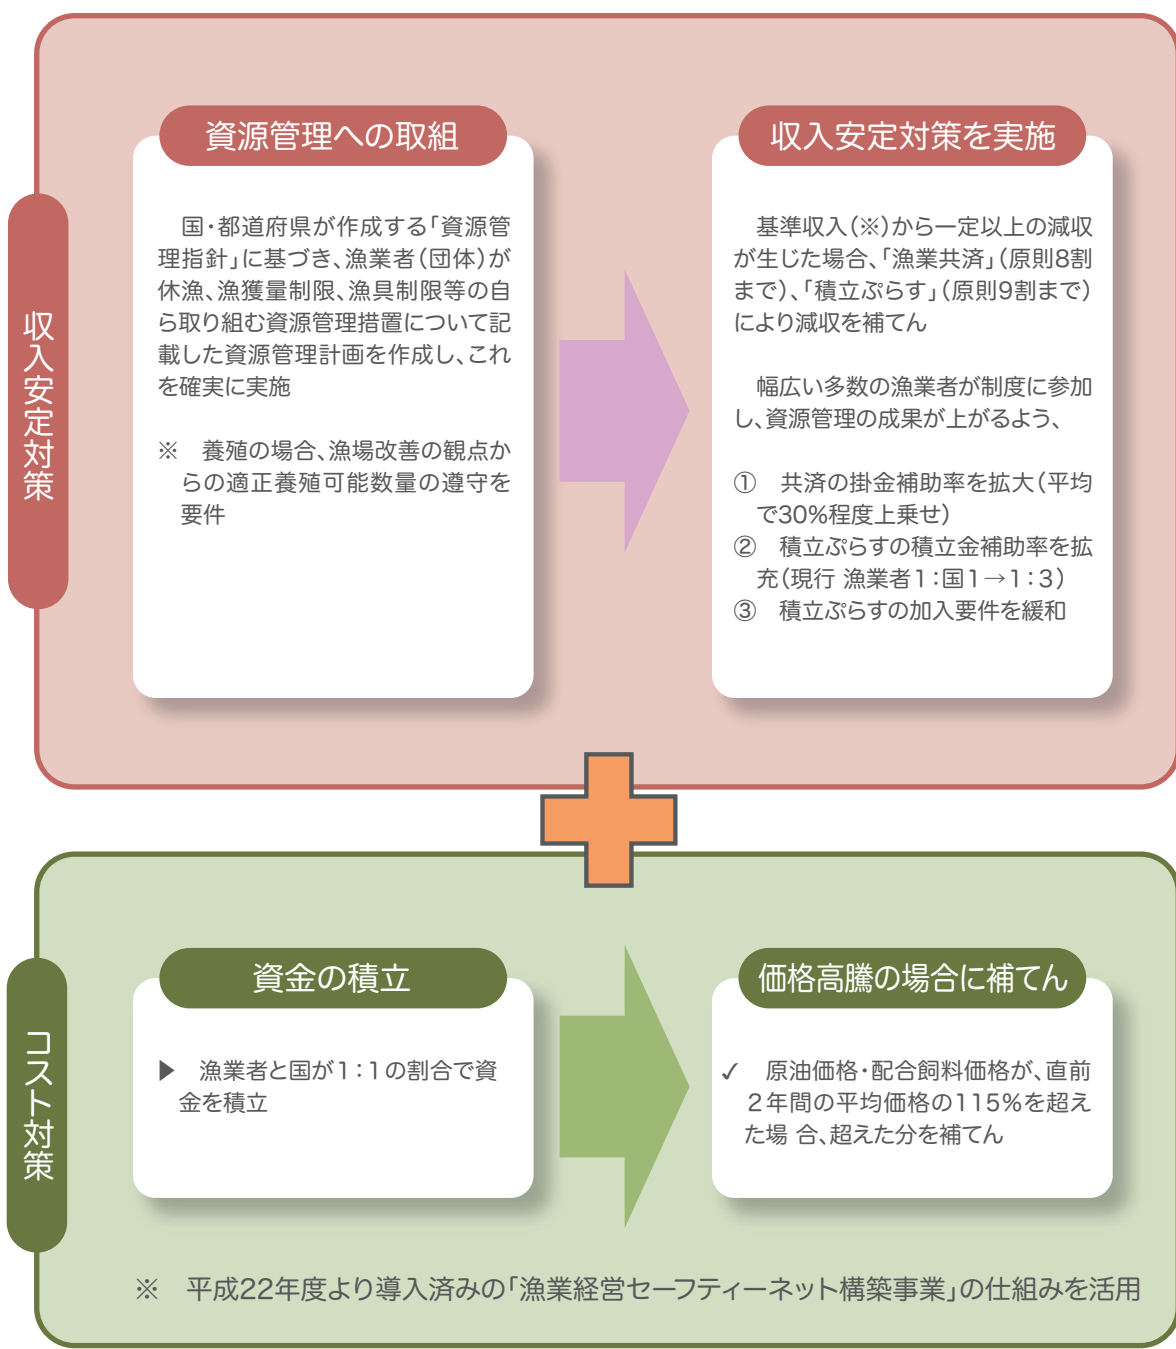 収入安定対策
資源管理への取組
国・都道府県が作成する「資源管
理指針」に基づき、漁業者(団体)が
休漁、漁獲量制限、漁具制限等の自
ら取り組む資源管理措置について記
載した資源管理計画を作成し、これ
を確実に実施
※ 養殖の場合、漁場改善の観点か
らの適正養殖可能数量の遵守を
要件
収入安定対策を実施
基準収入(※)から一定以上の減収
が生じた場合、「漁業共済」(原則8割
まで)、「積立ぷらす」(原則9割まで)
により減収を補てん
幅広い多数の漁業者が制度に参加
し、資源管理の成果が上がるよう、
① 共済の掛金補助率を拡大(平均
で30%程度上乗せ)
② 積立ぷらすの積立金補助率を拡
充(現行 漁業者1:国1→1:3)
③ 積立ぷらすの加入要件を緩和
コスト対策
資金の積立
▶ 漁業者と国が1:1の割合で資
金を積立
価格高騰の場合に補てん
✓ 原油価格・配合飼料価格が、直前
2年間の平均価格の115%を超え
た場 合、超えた分を補てん
※ 平成22年度より導入済みの「漁業経営セーフティーネット構築事業」の仕組みを活用